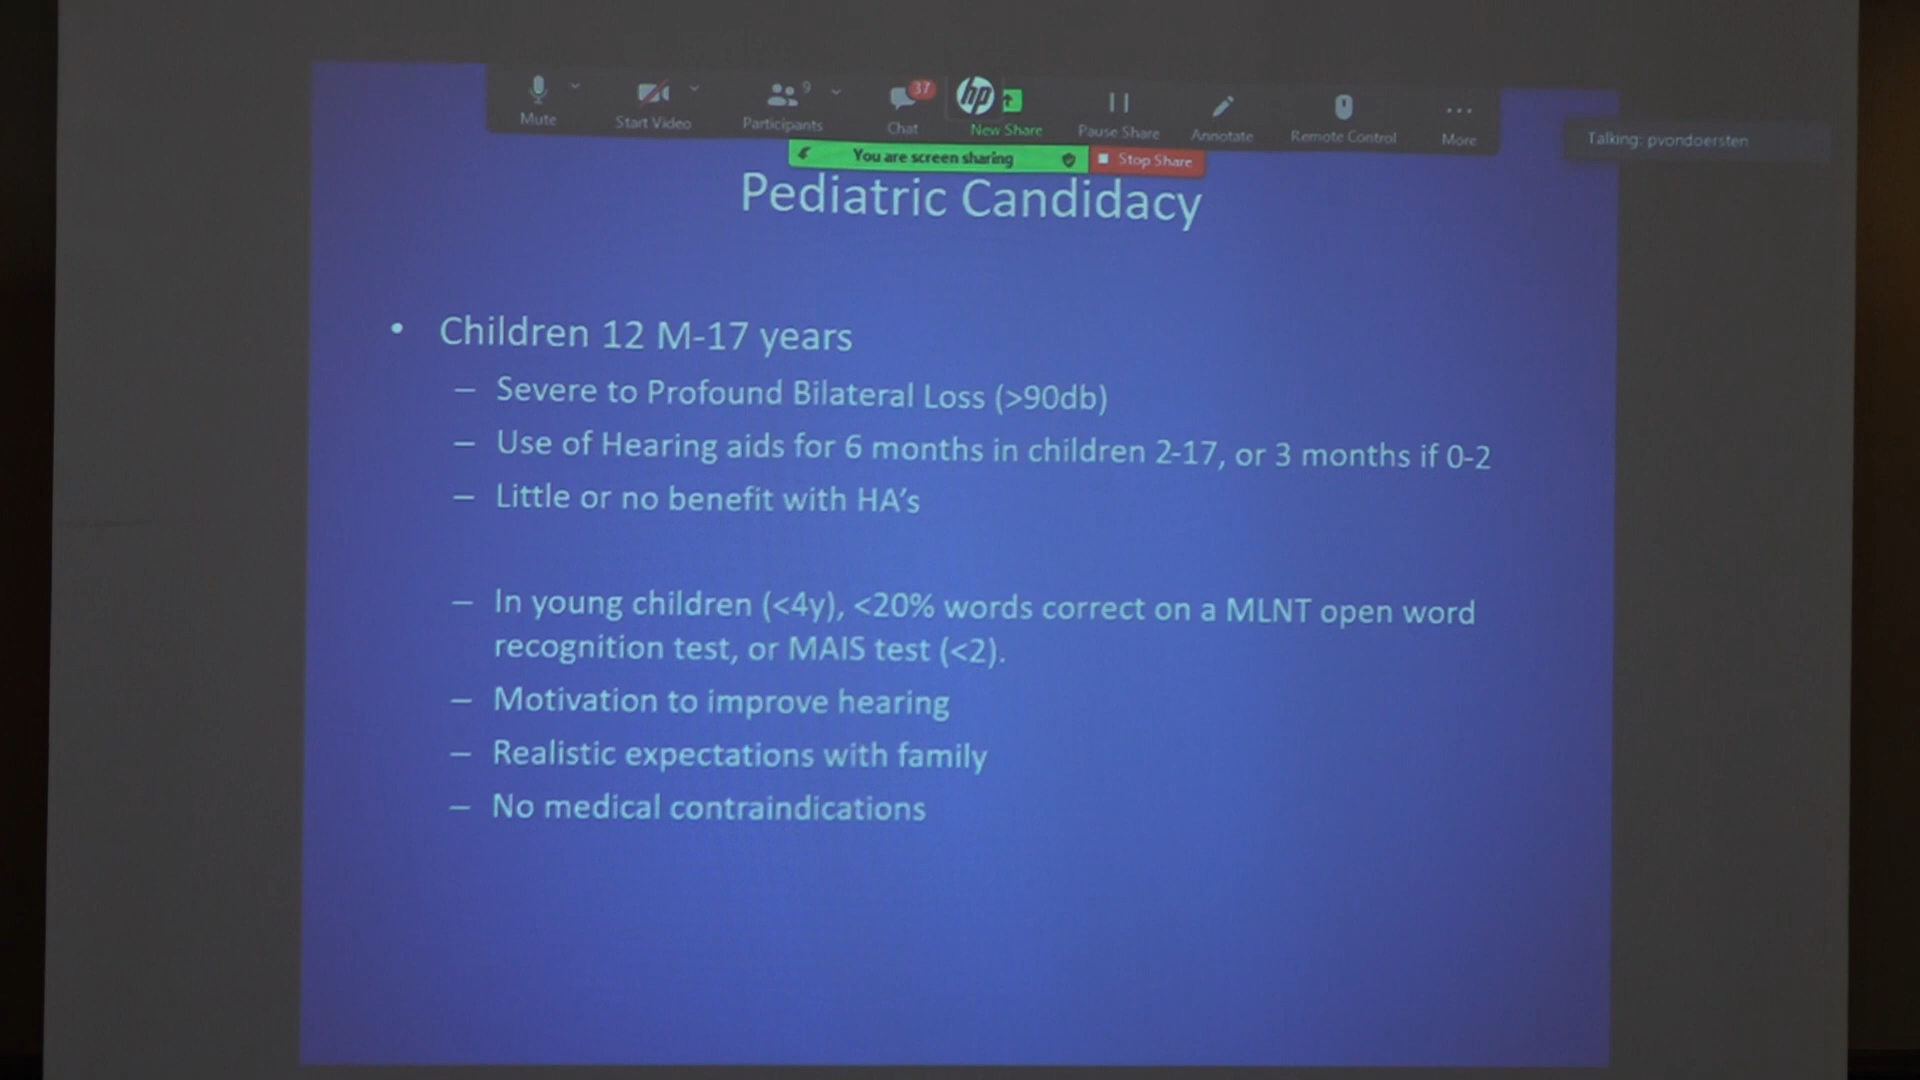 Mute
Start Video
9
Participants
37
Chat
hp
New Share
Pause Share
Annotate
Remote Control
More
Talking: pvondoersten
You are screen sharing
Stop Share
Pediatric Candidacy
• Children 12 M-17 years
– Severe to Profound Bilateral Loss (>90db)
– Use of Hearing aids for 6 months in children 2-17, or 3 months if 0-2
– Little or no benefit with HA's
– In young children (<4y), <20% words correct on a MLNT open word
recognition test, or MAIS test (<2).
– Motivation to improve hearing
– Realistic expectations with family
– No medical contraindications